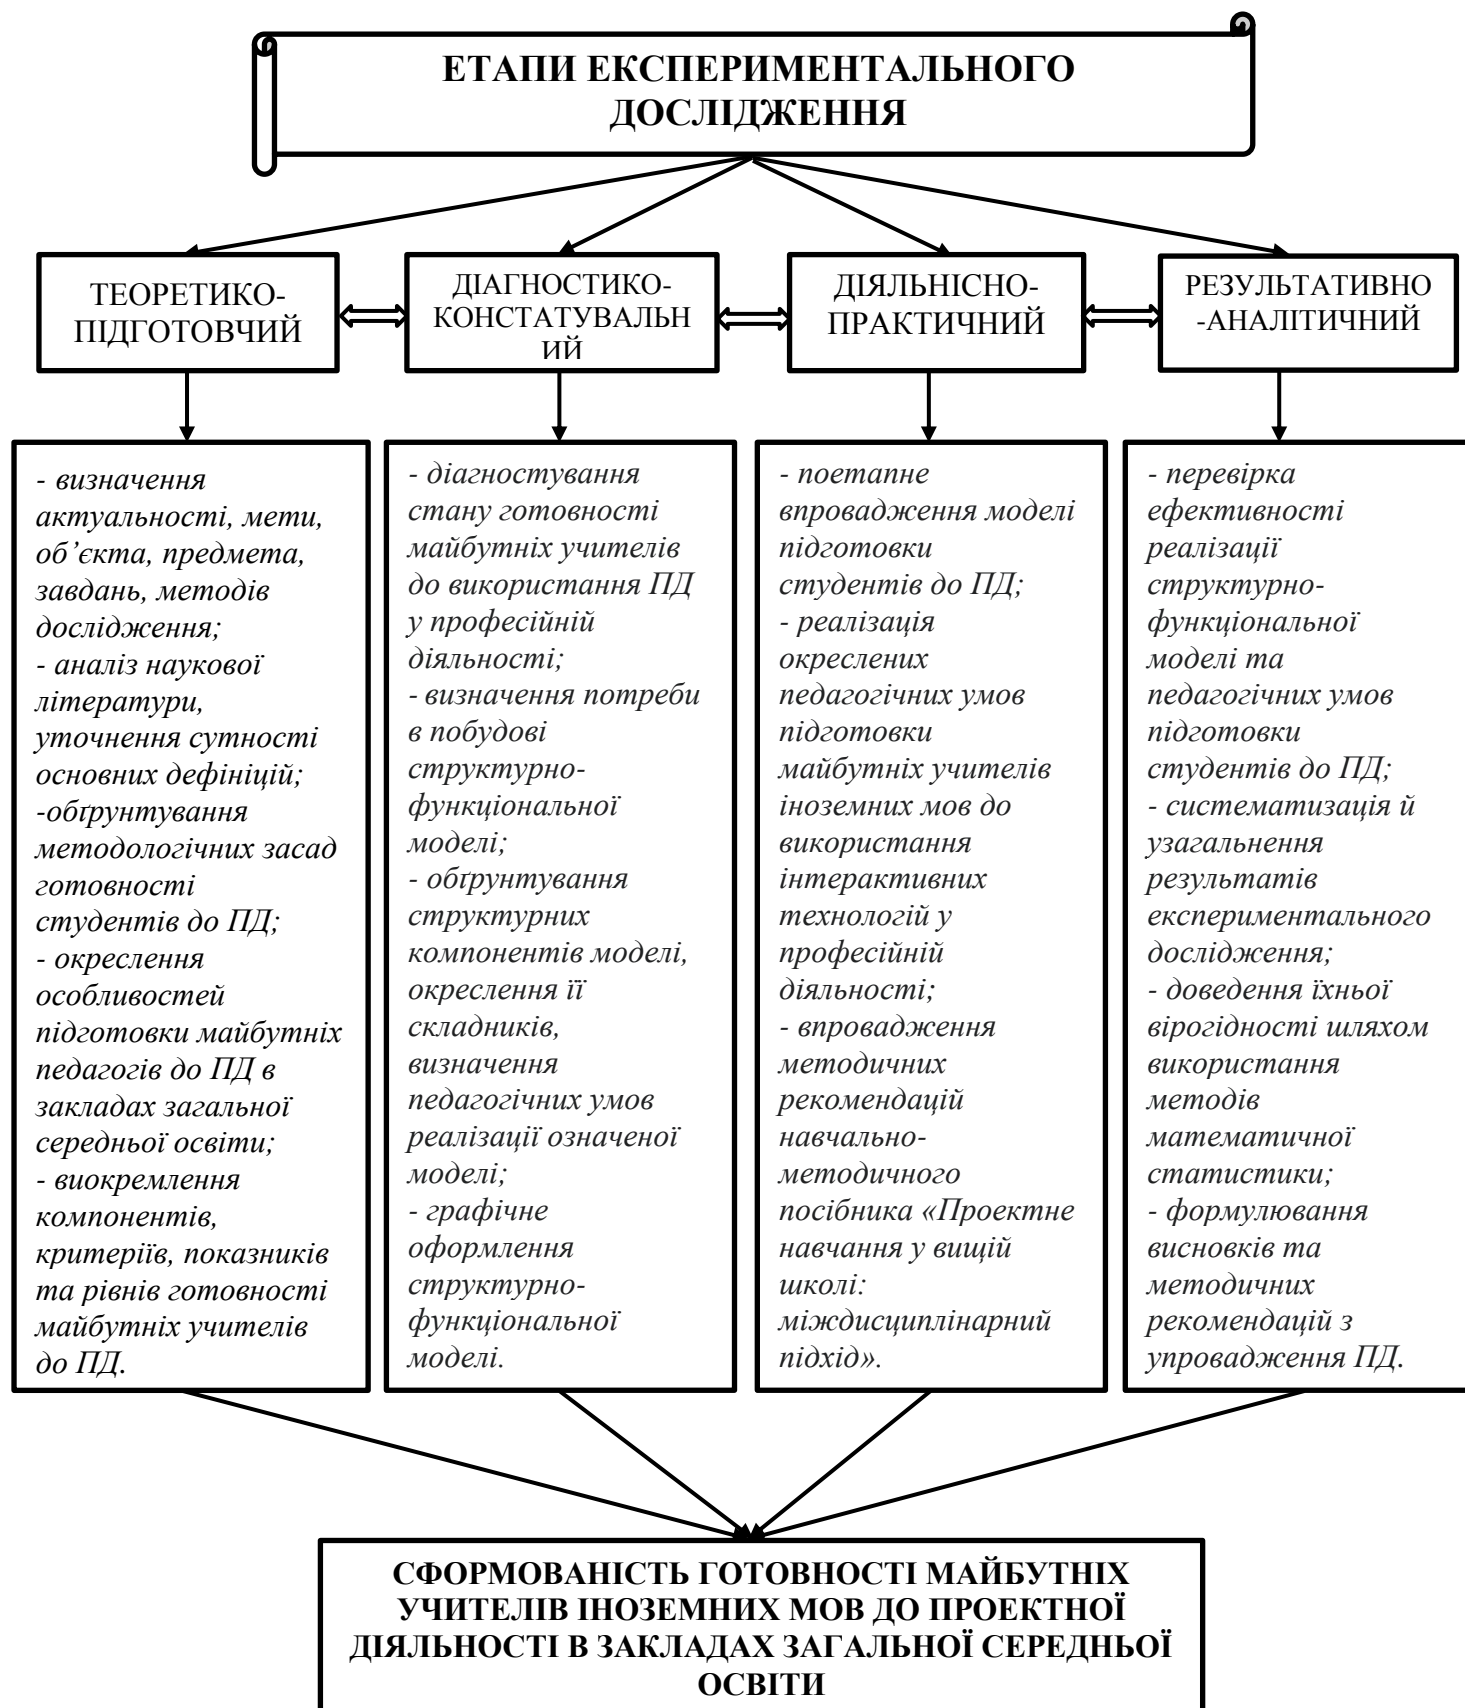 ЕТАПИ ЕКСПЕРИМЕНТАЛЬНОГО
ДОСЛІДЖЕННЯ
ТЕОРЕТИКО-
ПІДГОТОВЧИЙ
ДІАГНОСТИКО-
КОНСТАТУВАЛЬН
ИЙ
ДІЯЛЬНІСНО-
ПРАКТИЧНИЙ
РЕЗУЛЬТАТИВНО
-АНАЛІТИЧНИЙ
- визначення
актуальності, мети,
об’єкта, предмета,
завдань, методів
дослідження;
- аналіз наукової
літератури,
уточнення сутності
основних дефініцій;
-обґрунтування
методологічних засад
готовності
студентів до ПД;
- окреслення
особливостей
підготовки майбутніх
педагогів до ПД в
закладах загальної
середньої освіти;
- виокремлення
компонентів,
критеріїв, показників
та рівнів готовності
майбутніх учителів
до ПД.
- діагностування
стану готовності
майбутніх учителів
до використання ПД
у професійній
діяльності;
- визначення потреби
в побудові
структурно-
функціональної
моделі;
- обґрунтування
структурних
компонентів моделі,
окреслення її
складників,
визначення
педагогічних умов
реалізації означеної
моделі;
- графічне
оформлення
структурно-
функціональної
моделі.
- поетапне
впровадження моделі
підготовки
студентів до ПД;
- реалізація
окреслених
педагогічних умов
підготовки
майбутніх учителів
іноземних мов до
використання
інтерактивних
технологій у
професійній
діяльності;
- впровадження
методичних
рекомендацій
навчально-
методичного
посібника «Проектне
навчання у вищій
школі:
міждисциплінарний
підхід».
- перевірка
ефективності
реалізації
структурно-
функціональної
моделі та
педагогічних умов
підготовки
студентів до ПД;
- систематизація й
узагальнення
результатів
експериментального
дослідження;
- доведення їхньої
вірогідності шляхом
використання
методів
математичної
статистики;
- формулювання
висновків та
методичних
рекомендацій з
упровадження ПД.
СФОРМОВАНІСТЬ ГОТОВНОСТІ МАЙБУТНІХ
УЧИТЕЛІВ ІНОЗЕМНИХ МОВ ДО ПРОЕКТНОЇ
ДІЯЛЬНОСТІ В ЗАКЛАДАХ ЗАГАЛЬНОЇ СЕРЕДНЬОЇ
ОСВІТИ